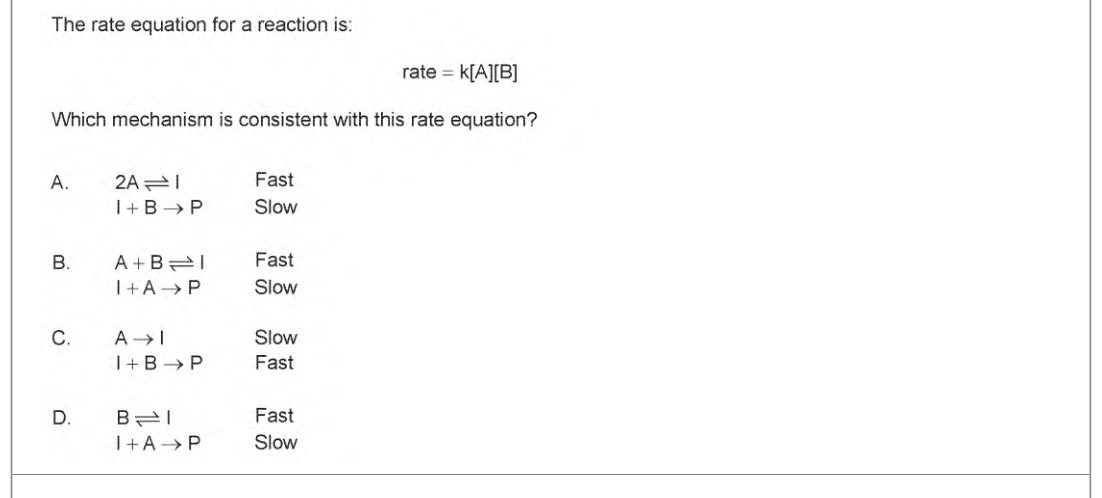 The rate equation for a reaction is:
rate = k[A][B]
Which mechanism is consistent with this rate equation?
A. 2A ⇌ I Fast
I + B → P Slow
B. A + B ⇌ I Fast
I + A → P Slow
C. A → I Slow
I + B → P Fast
D. B ⇌ I Fast
I + A → P Slow